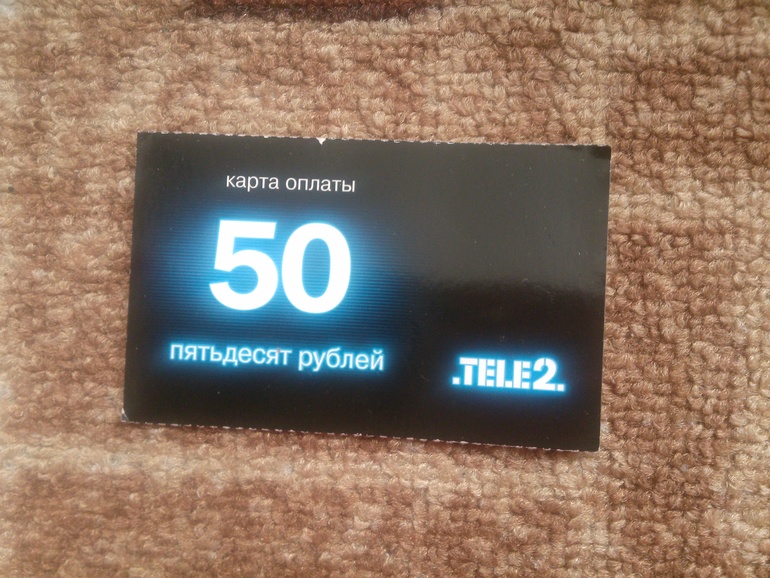 карта оплаты
50
пятьдесят рублей
.TELE2.